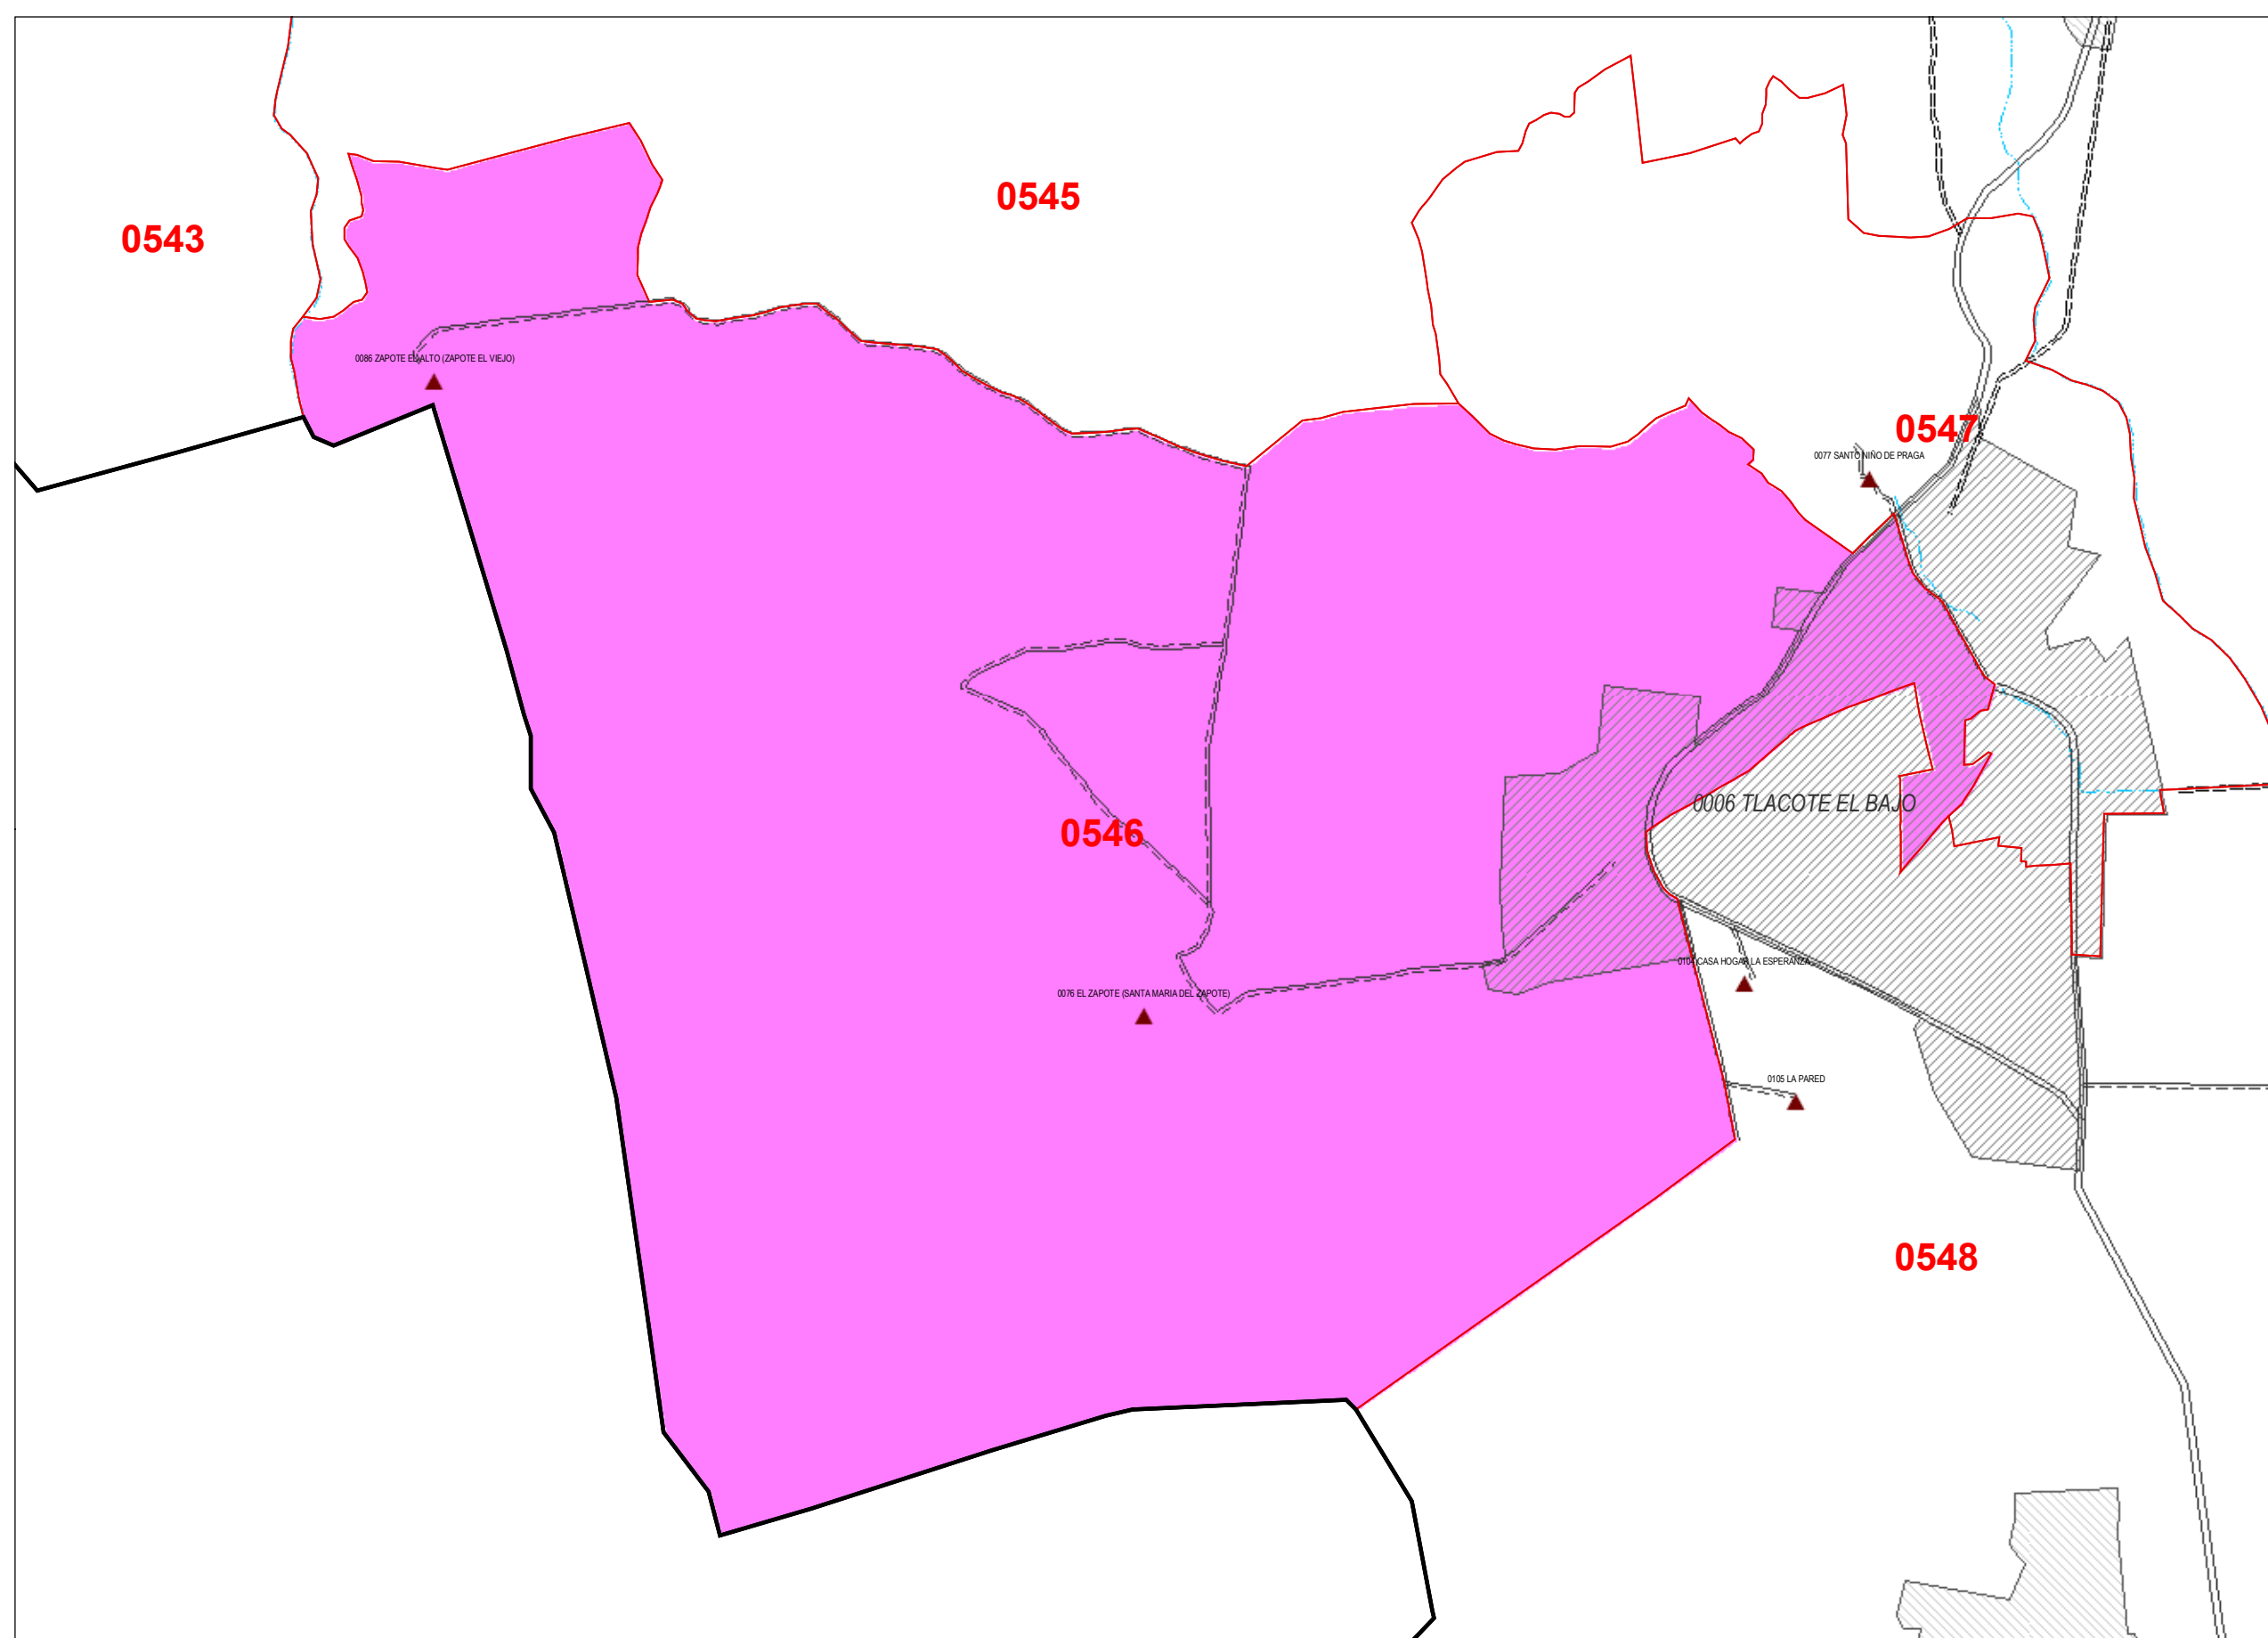 0545
0543
0086 ZAPOTE EL ALTO (ZAPOTE EL VIEJO)
0547
0077 SANTO NIÑO DE PRAGA
0006 TLACOTE EL BAJO
0546
0104 CASA HOGAR LA ESPERANZA
0076 EL ZAPOTE (SANTA MARIA DEL ZAPOTE)
0105 LA PARED
0548